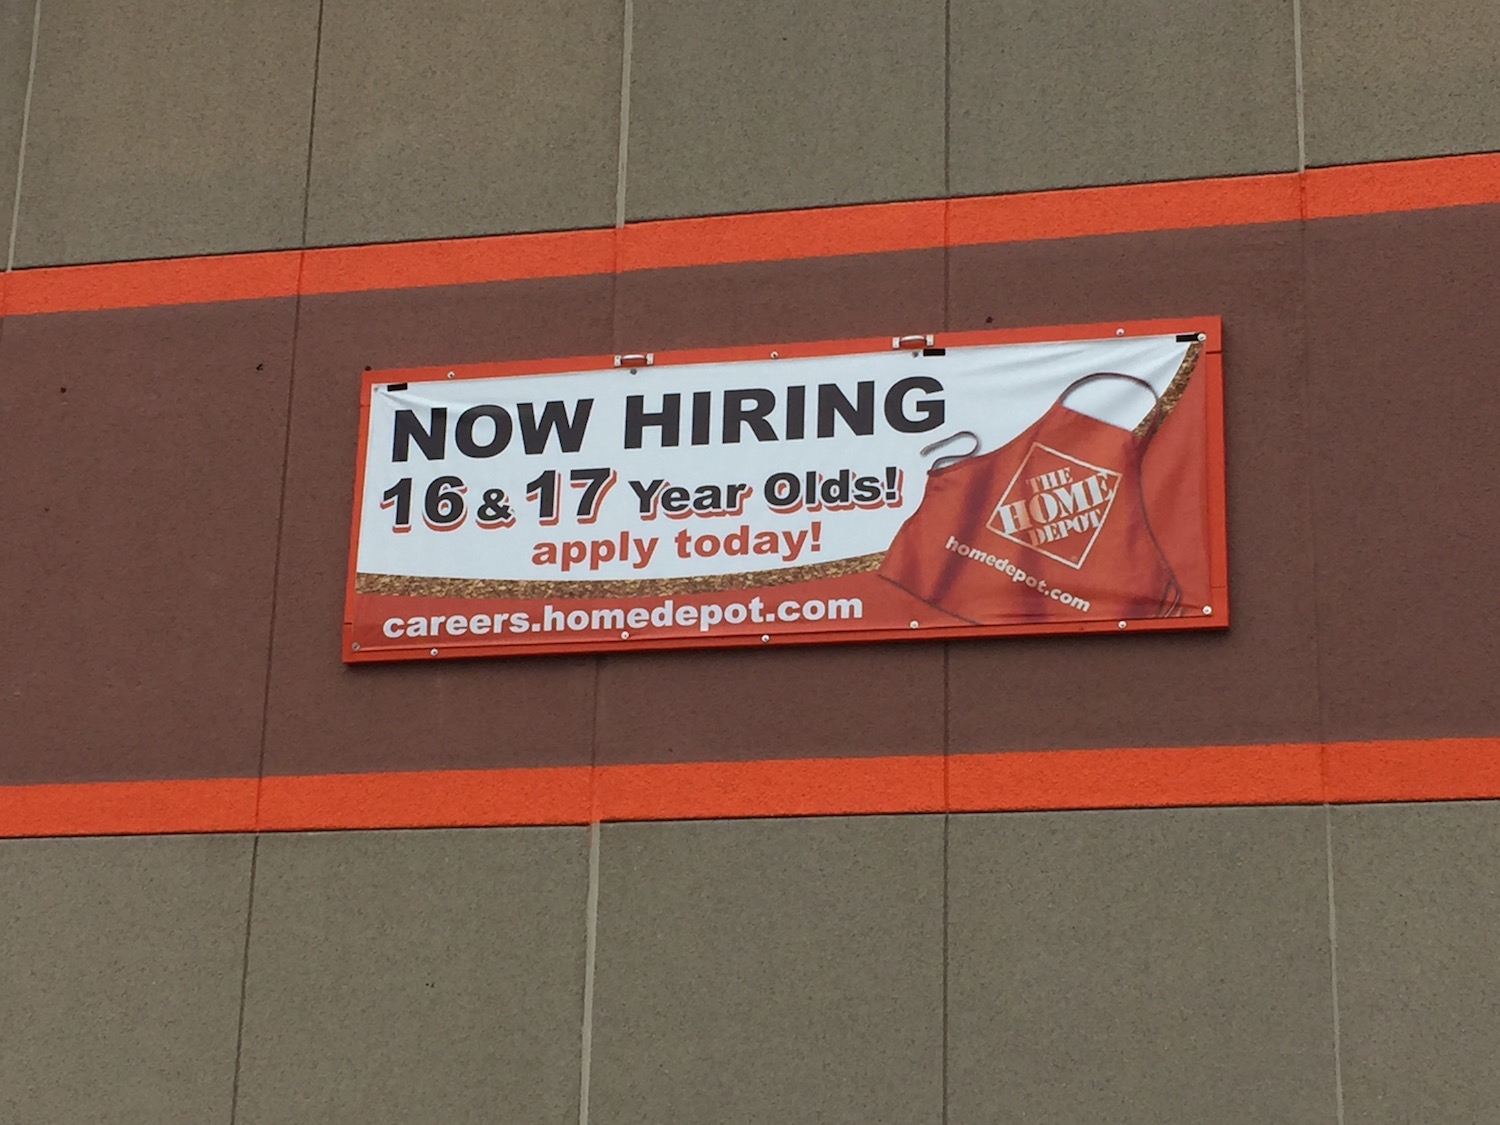 NOW HIRING
16 & 17 Year Olds!
apply today!
careers.homedepot.com
THE
HOME
DEPOT
homedepot.com